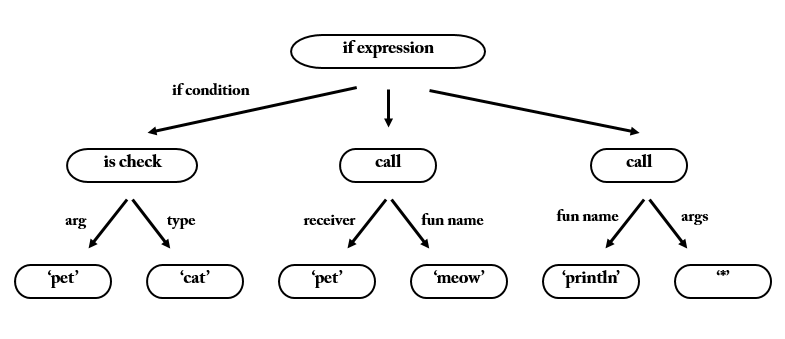 if expression
if condition
is check
call
call
arg
type
receiver
fun name
fun name
args
‘pet’
‘cat’
‘pet’
‘meow’
‘println’
“*”